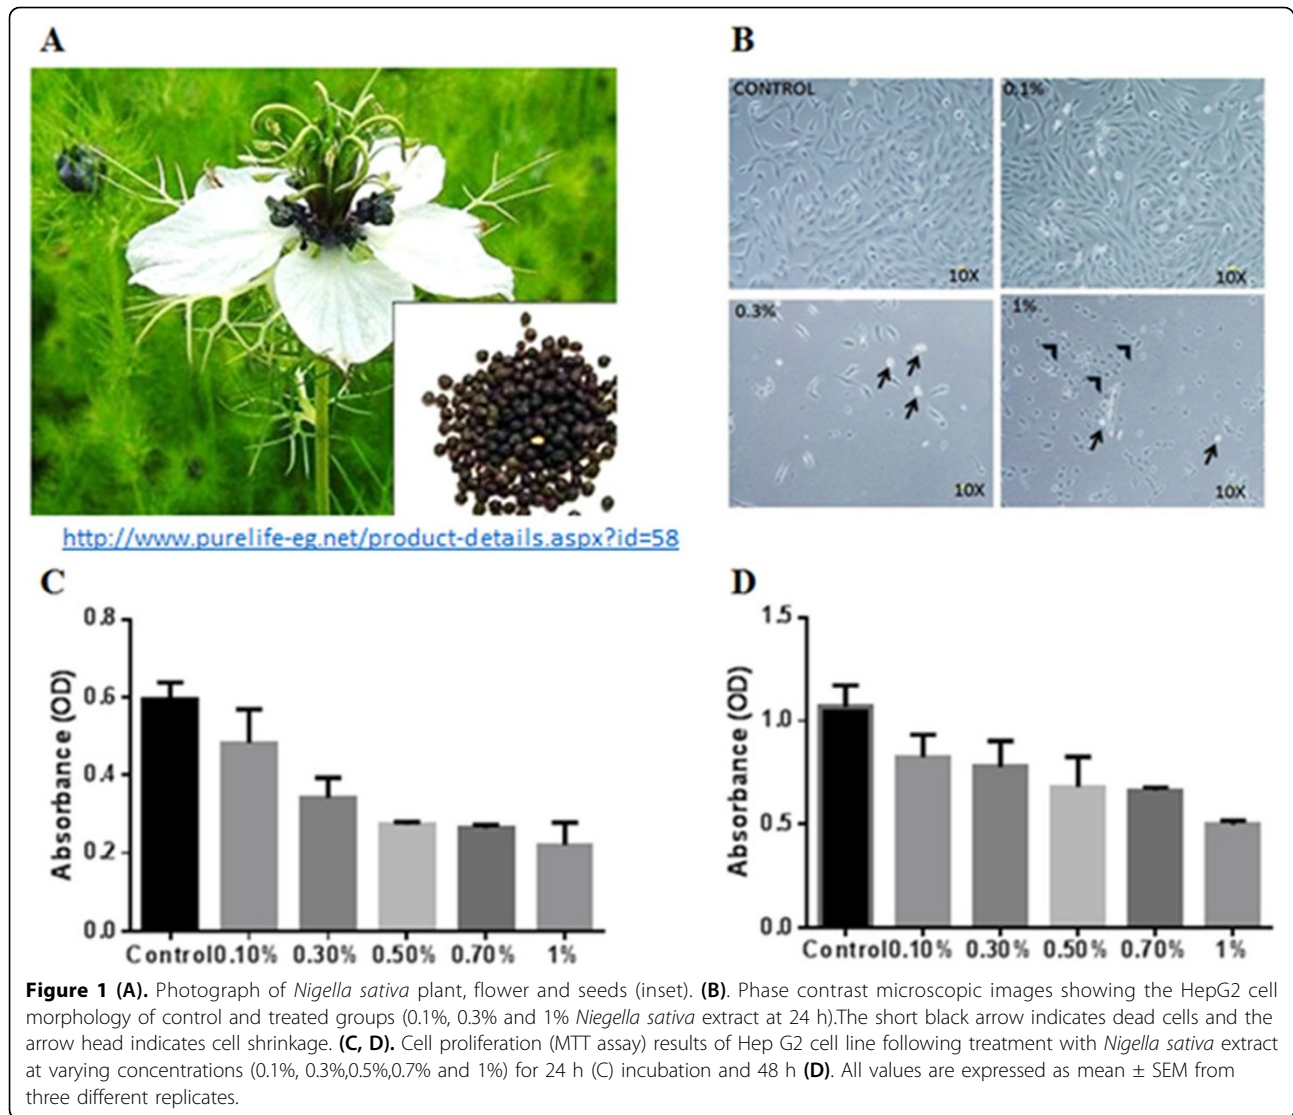 A
B
CONTROL
0.1%
10X
10X
0.3%
1%
10X
10X
http://www.purelife-eg.net/product-details.aspx?id=58
C
D
0.8
0.6
0.4
0.2
0.0
Absorbance (OD)
Control 0.10% 0.30% 0.50% 0.70% 1%
1.5
1.0
0.5
0.0
Absorbance (OD)
Control 0.10% 0.30% 0.50% 0.70% 1%
Figure 1 (A). Photograph of Nigella sativa plant, flower and seeds (inset). (B). Phase contrast microscopic images showing the HepG2 cell
morphology of control and treated groups (0.1%, 0.3% and 1% Niegella sativa extract at 24 h).The short black arrow indicates dead cells and the
arrow head indicates cell shrinkage. (C, D). Cell proliferation (MTT assay) results of Hep G2 cell line following treatment with Nigella sativa extract
at varying concentrations (0.1%, 0.3%,0.5%,0.7% and 1%) for 24 h (C) incubation and 48 h (D). All values are expressed as mean ± SEM from
three different replicates.